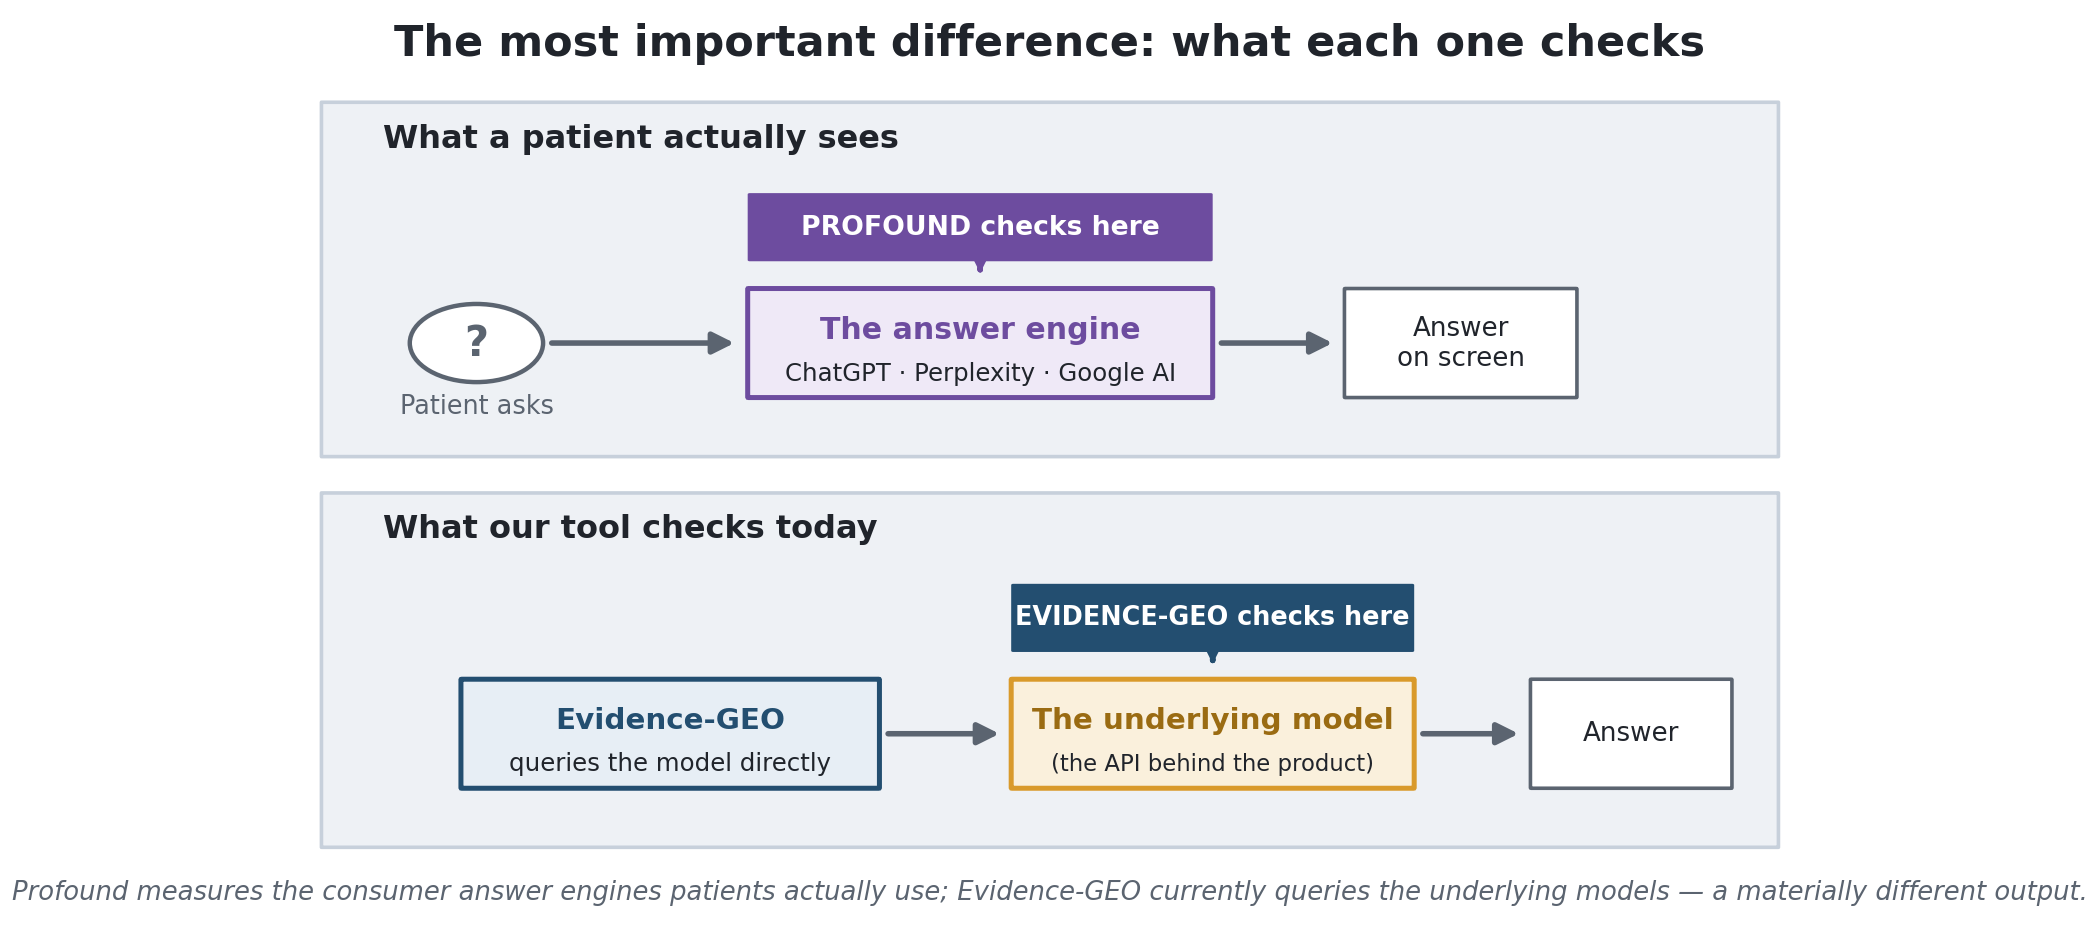 The most important difference: what each one checks
What a patient actually sees
PROFOUND checks here
?
Patient asks
The answer engine
ChatGPT · Perplexity · Google AI
Answer
on screen
What our tool checks today
EVIDENCE-GEO checks here
Evidence-GEO
queries the model directly
The underlying model
(the API behind the product)
Answer
Profound measures the consumer answer engines patients actually use; Evidence-GEO currently queries the underlying models — a materially different output.